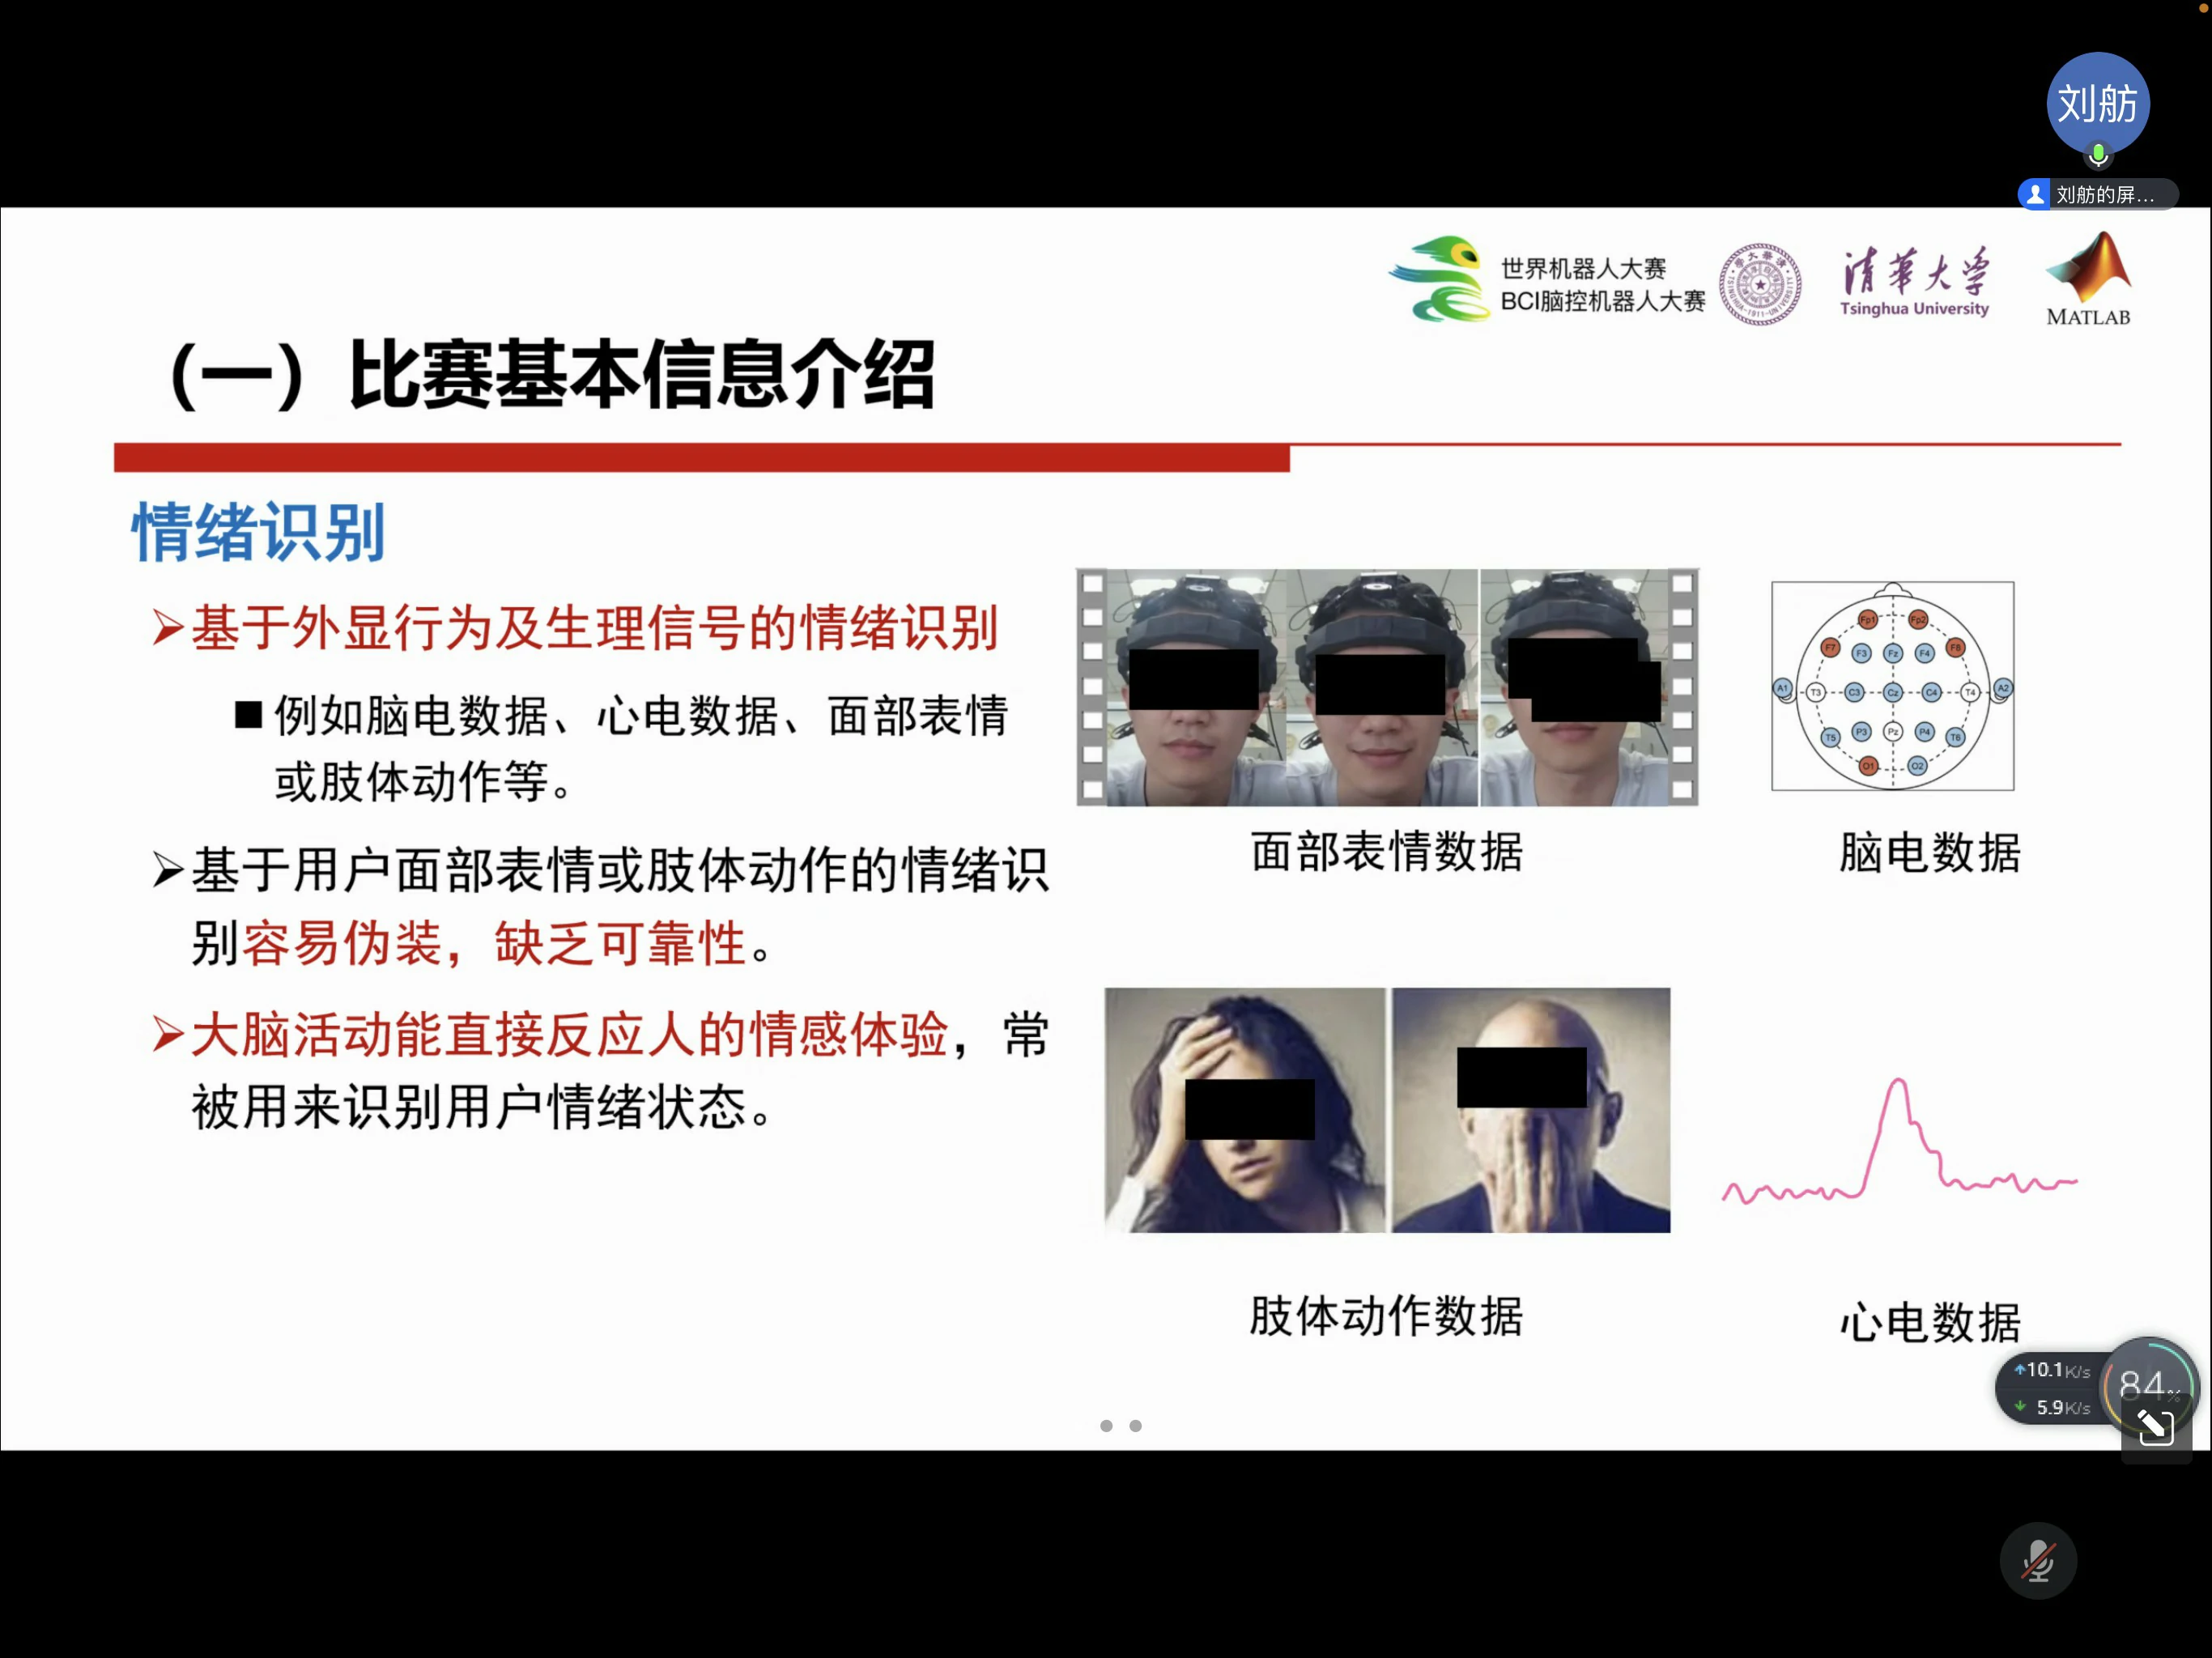 刘舫
刘舫的屏...
世界机器人大赛
BCI脑控机器人大赛
清华大学
Tsinghua University
MATLAB
（一）比赛基本信息介绍
情绪识别
➢基于外显行为及生理信号的情绪识别
■例如脑电数据、心电数据、面部表情
或肢体动作等。
➢基于用户面部表情或肢体动作的情绪识
别容易伪装，缺乏可靠性。
➢大脑活动能直接反应人的情感体验，常
被用来识别用户情绪状态。
Fp1 Fp2
F7 F3 Fz F4 F8
A1 T3 C3 Cz C4 T4 A2
T5 P3 Pz P4 T6
O1 O2
面部表情数据
脑电数据
肢体动作数据
心电数据
10.1K/s
5.9K/s
84%